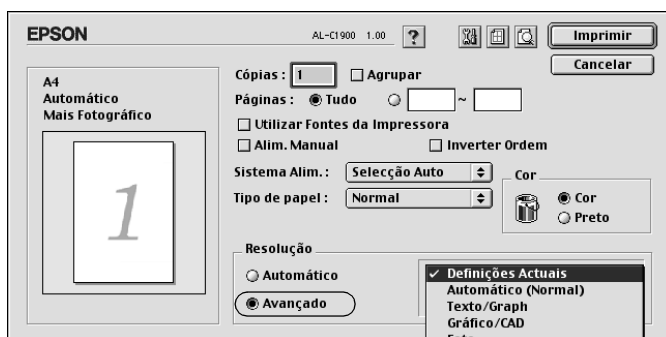 EPSON
AL-C1900 1.00
?
Imprimir
Cancelar
A4
Automático
Mais Fotográfico
1
Cópias : 1 Agrupar
Páginas : Tudo ~
Utilizar Fontes da Impressora
Alim. Manual Inverter Ordem
Sistema Alim. : Selecção Auto
Tipo de papel : Normal
Cor
Cor
Preto
Resolução
Automático
Avançado
✓ Definições Actuais
Automático (Normal)
Texto/Graph
Gráfico/CAD